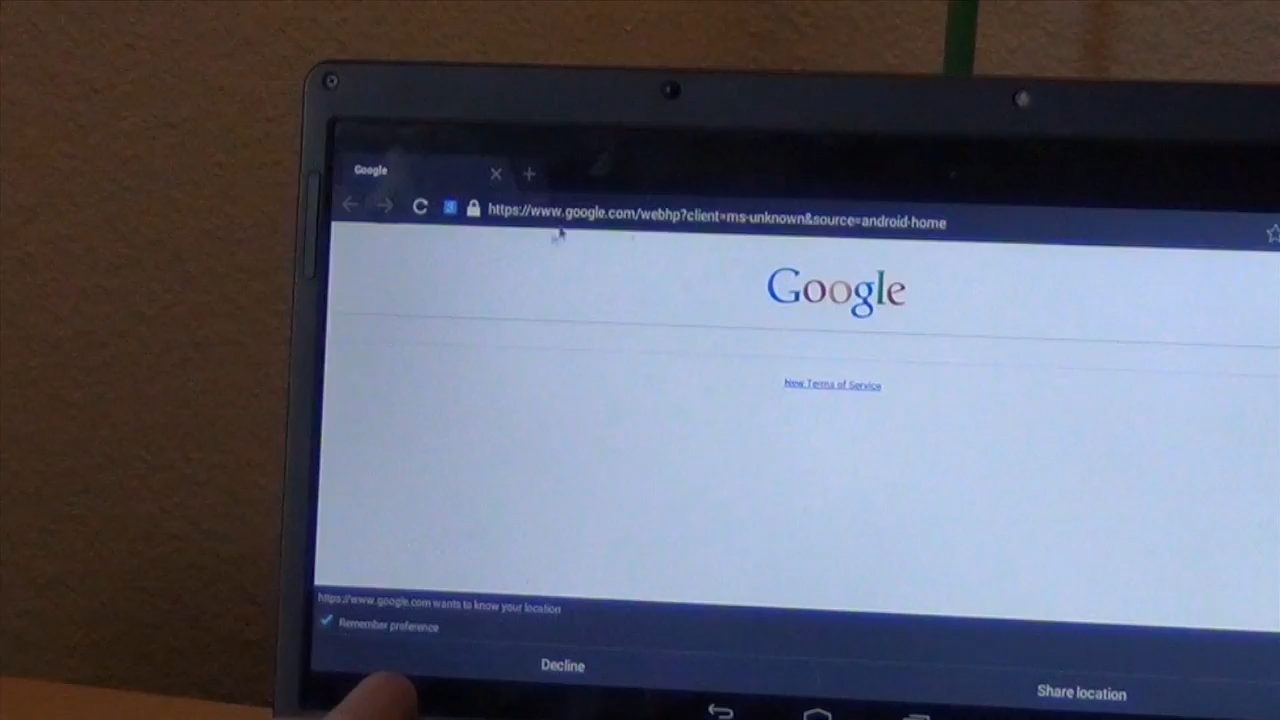 Google
https://www.google.com/webhp?client=ms-unknown&source=android-home
Google
New Terms of Service
https://www.google.com wants to know your location
Remember preference
Decline
Share location